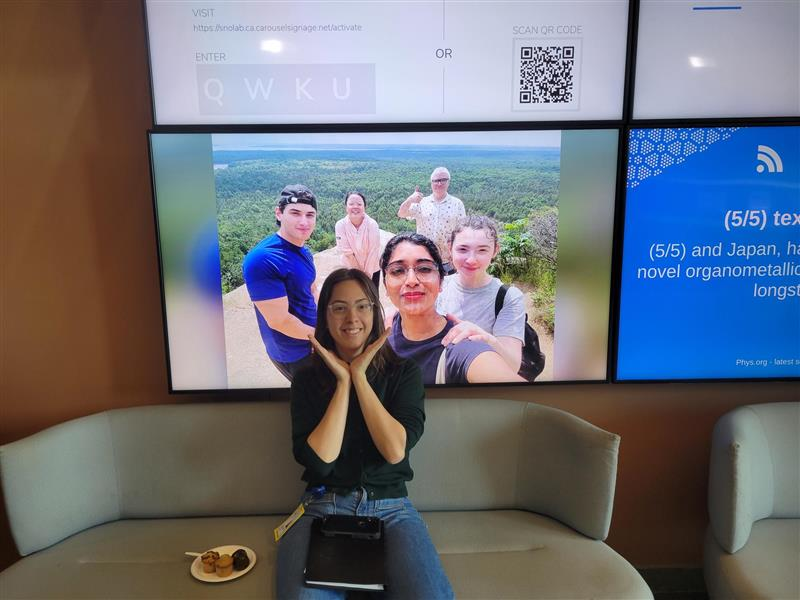 VISIT
https://snolab.ca.carouselsignage.net/activate
ENTER
Q W K U
OR
SCAN QR CODE
(5/5) tex
(5/5) and Japan, ha
novel organometallic
longst
Phys.org - latest s